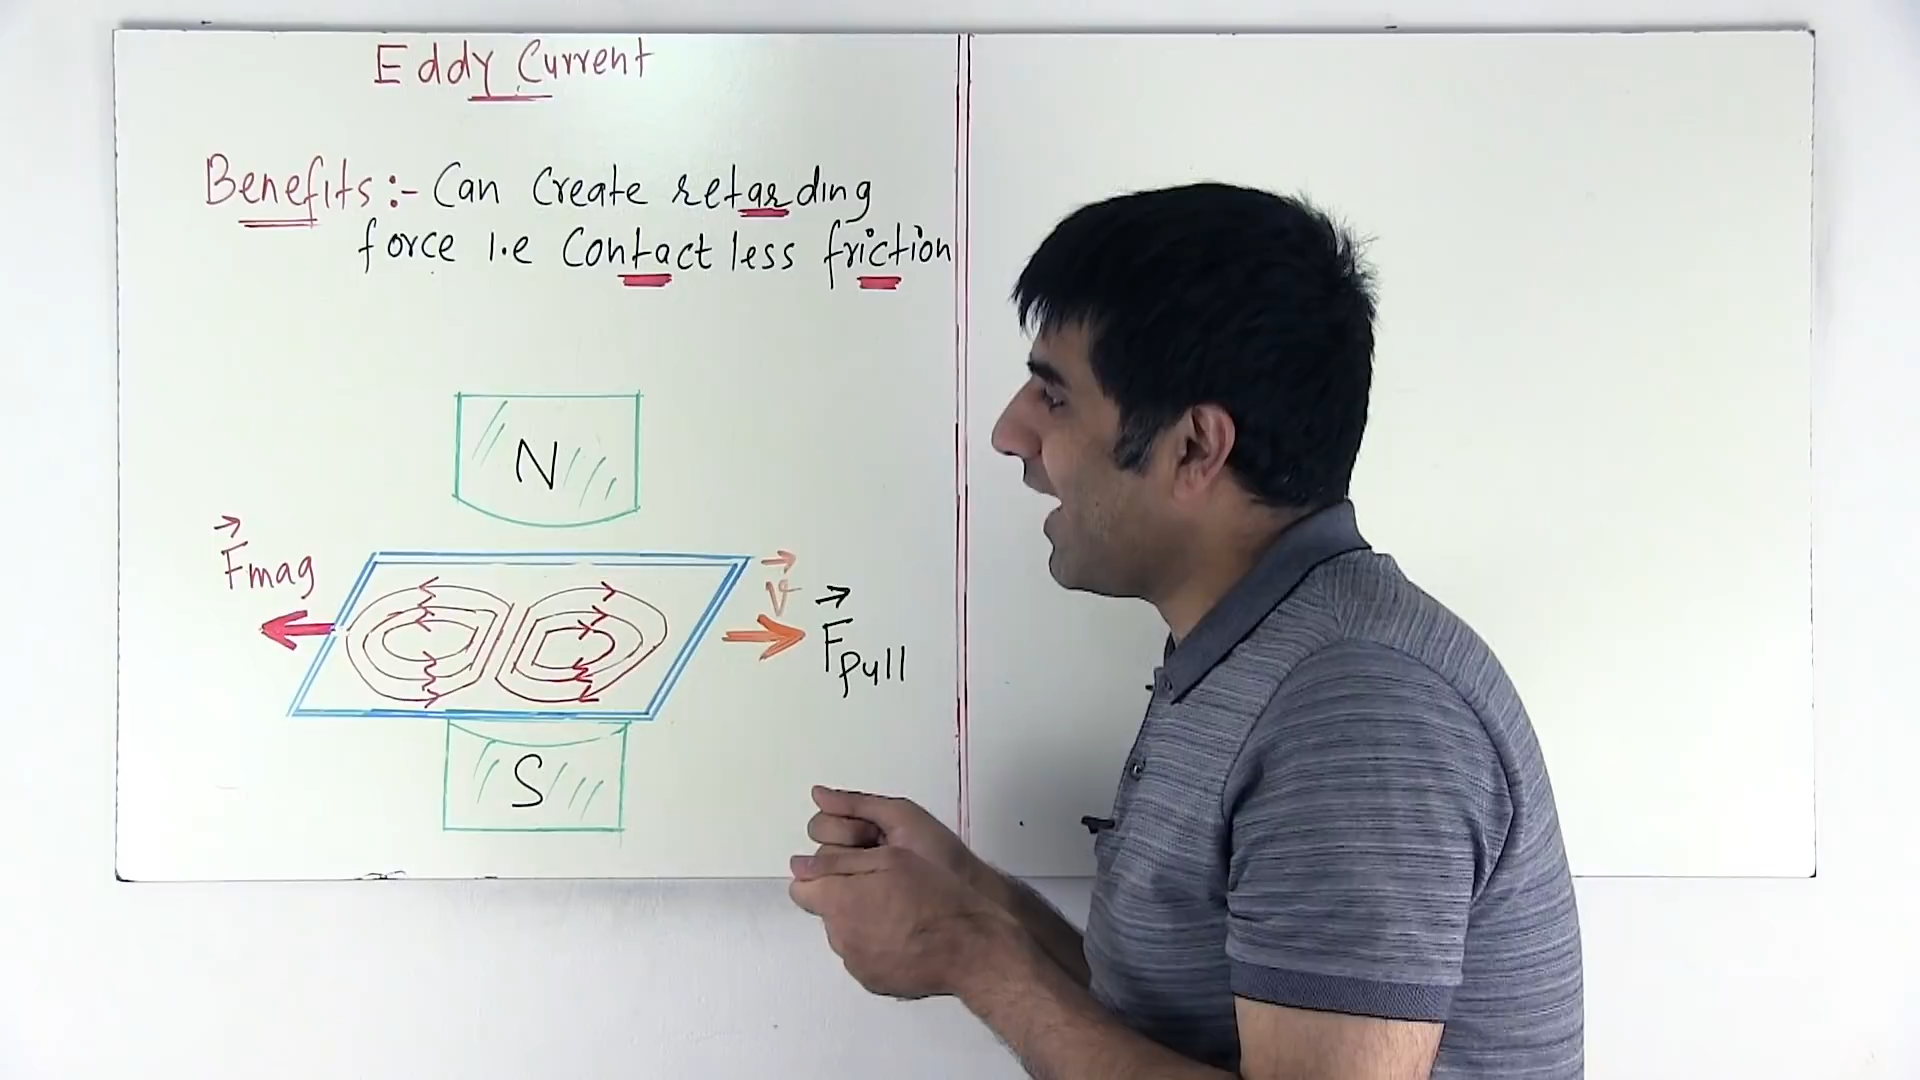 Eddy Current
Benefits :- Can Create retarding
force i.e Contact less friction
N
Fmag
v
Fpull
S